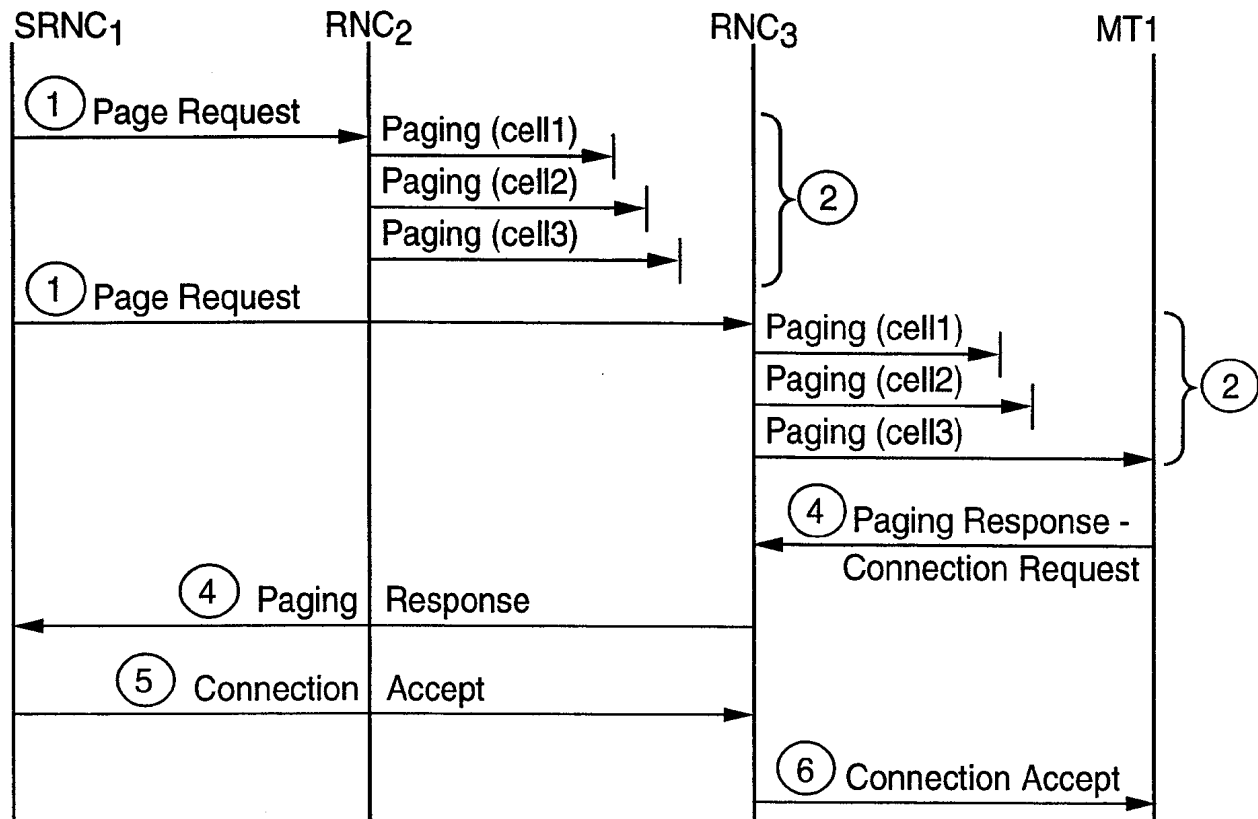 SRNC1 RNC2 RNC3 MT1
1 Page Request
Paging (cell1)
Paging (cell2)
2
Paging (cell3)
1 Page Request
Paging (cell1)
Paging (cell2)
2
Paging (cell3)
4 Paging Response -
Connection Request
4 Paging Response
5 Connection Accept
6 Connection Accept